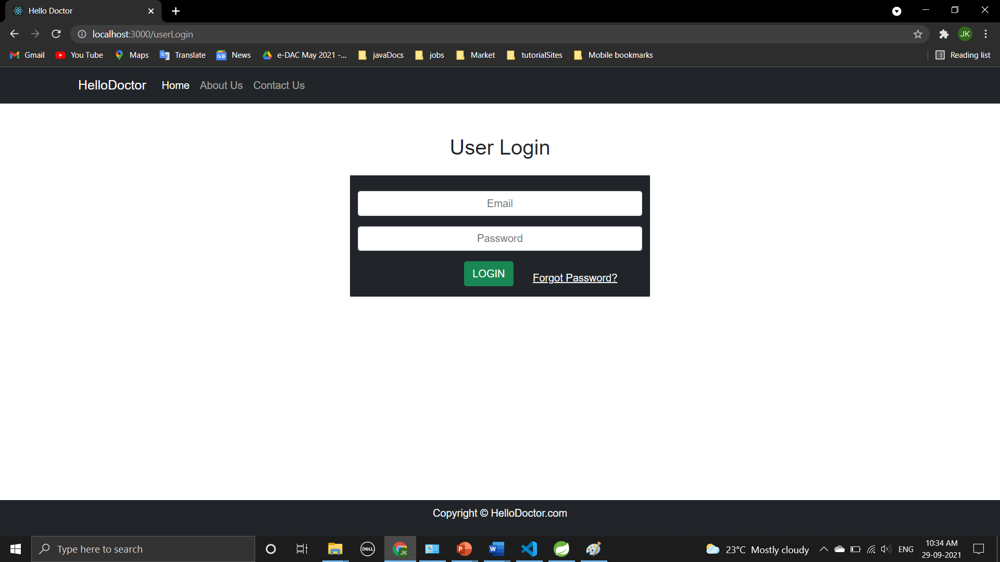 Hello Doctor
localhost:3000/userLogin
JK
Gmail You Tube Maps Translate News e-DAC May 2021 -... javaDocs jobs Market tutorialSites Mobile bookmarks Reading list
HelloDoctor Home About Us Contact Us
User Login
Email
Password
LOGIN Forgot Password?
Copyright © HelloDoctor.com
Type here to search
DELL
JK
P
W
23°C Mostly cloudy
ENG
10:34 AM
29-09-2021